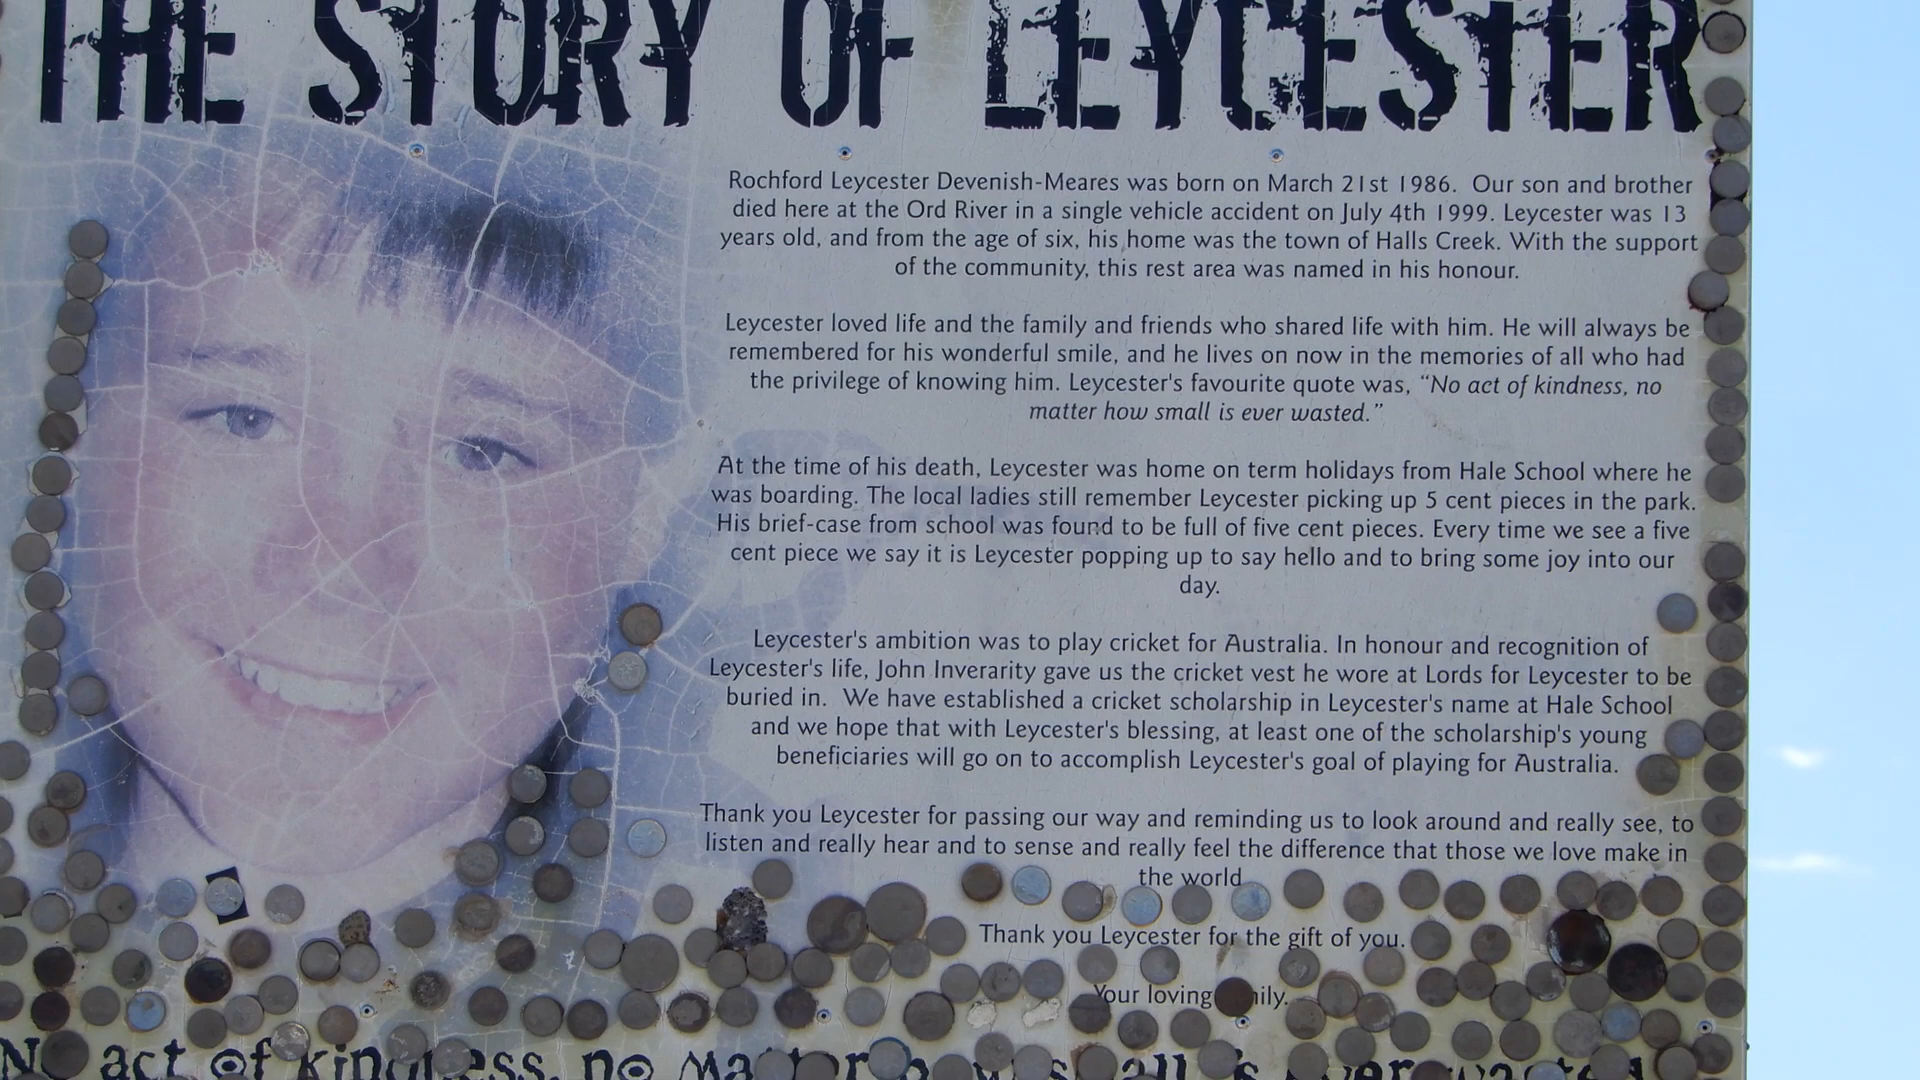 THE STORY OF LEYCESTER
Rochford Leycester Devenish-Meares was born on March 21st 1986. Our son and brother
died here at the Ord River in a single vehicle accident on July 4th 1999. Leycester was 13
years old, and from the age of six, his home was the town of Halls Creek. With the support
of the community, this rest area was named in his honour.
Leycester loved life and the family and friends who shared life with him. He will always be
remembered for his wonderful smile, and he lives on now in the memories of all who had
the privilege of knowing him. Leycester's favourite quote was, “No act of kindness, no
matter how small is ever wasted.”
At the time of his death, Leycester was home on term holidays from Hale School where he
was boarding. The local ladies still remember Leycester picking up 5 cent pieces in the park.
His brief-case from school was found to be full of five cent pieces. Every time we see a five
cent piece we say it is Leycester popping up to say hello and to bring some joy into our
day.
Leycester's ambition was to play cricket for Australia. In honour and recognition of
Leycester's life, John Inverarity gave us the cricket vest he wore at Lords for Leycester to be
buried in. We have established a cricket scholarship in Leycester's name at Hale School
and we hope that with Leycester's blessing, at least one of the scholarship's young
beneficiaries will go on to accomplish Leycester's goal of playing for Australia.
Thank you Leycester for passing our way and reminding us to look around and really see, to
listen and really hear and to sense and really feel the difference that those we love make in
the world
Thank you Leycester for the gift of you.
Your loving
No act of kindness, no